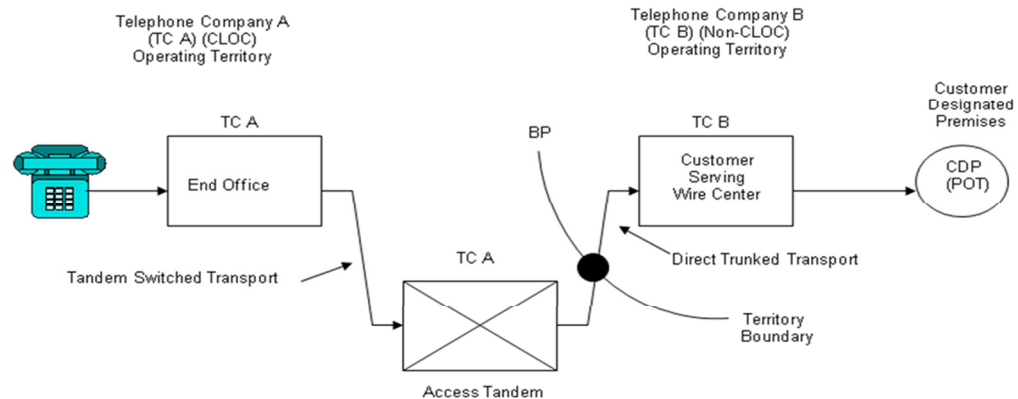 Telephone Company A
(TC A) (CLOC)
Operating Territory
Telephone Company B
(TC B) (Non-CLOC)
Operating Territory
Customer
Designated
Premises
TC A
End Office
BP
TC B
Customer
Serving
Wire Center
CDP
(POT)
Tandem Switched Transport
TC A
Direct Trunked Transport
Territory
Boundary
Access Tandem